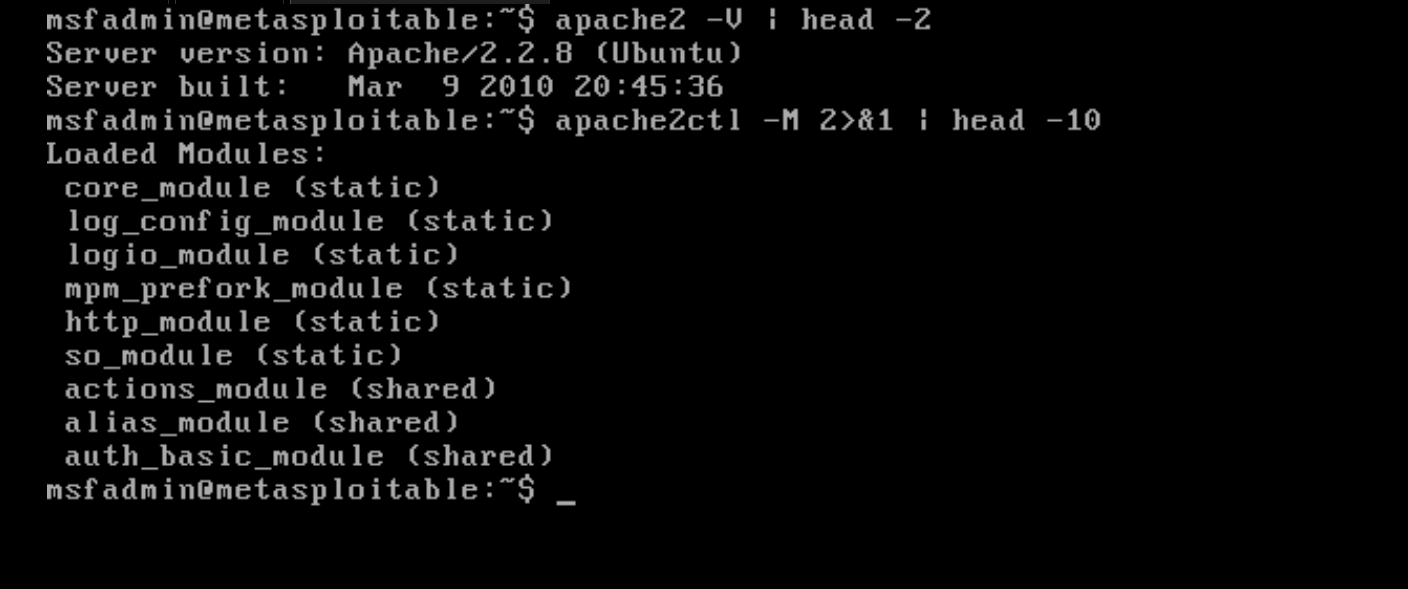 msfadmin@metasploitable:~$ apache2 -V | head -2
Server version: Apache/2.2.8 (Ubuntu)
Server built:   Mar  9 2010 20:45:36
msfadmin@metasploitable:~$ apache2ctl -M 2>&1 | head -10
Loaded Modules:
 core_module (static)
 log_config_module (static)
 logio_module (static)
 mpm_prefork_module (static)
 http_module (static)
 so_module (static)
 actions_module (shared)
 alias_module (shared)
 auth_basic_module (shared)
msfadmin@metasploitable:~$ _